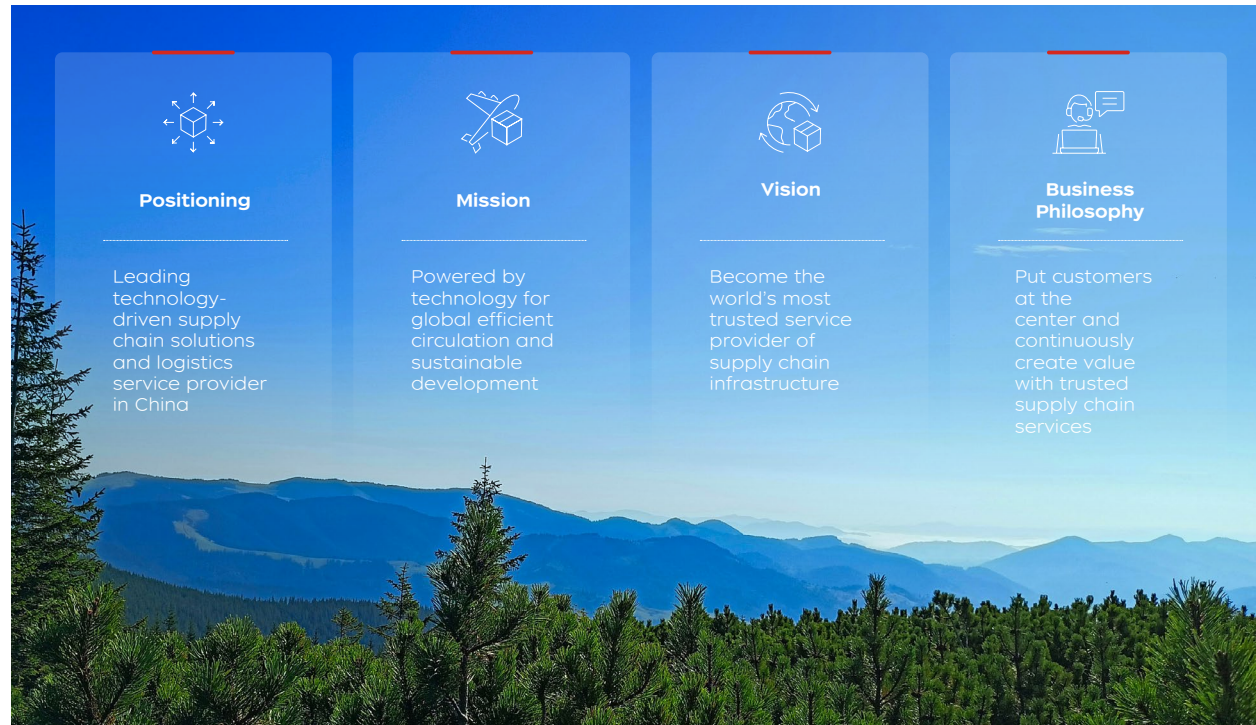 Positioning
Leading
technology-
driven supply
chain solutions
and logistics
service provider
in China
Mission
Powered by
technology for
global efficient
circulation and
sustainable
development
Vision
Become the
world's most
trusted service
provider of
supply chain
infrastructure
Business
Philosophy
Put customers
at the
center and
continuously
create value
with trusted
supply chain
services